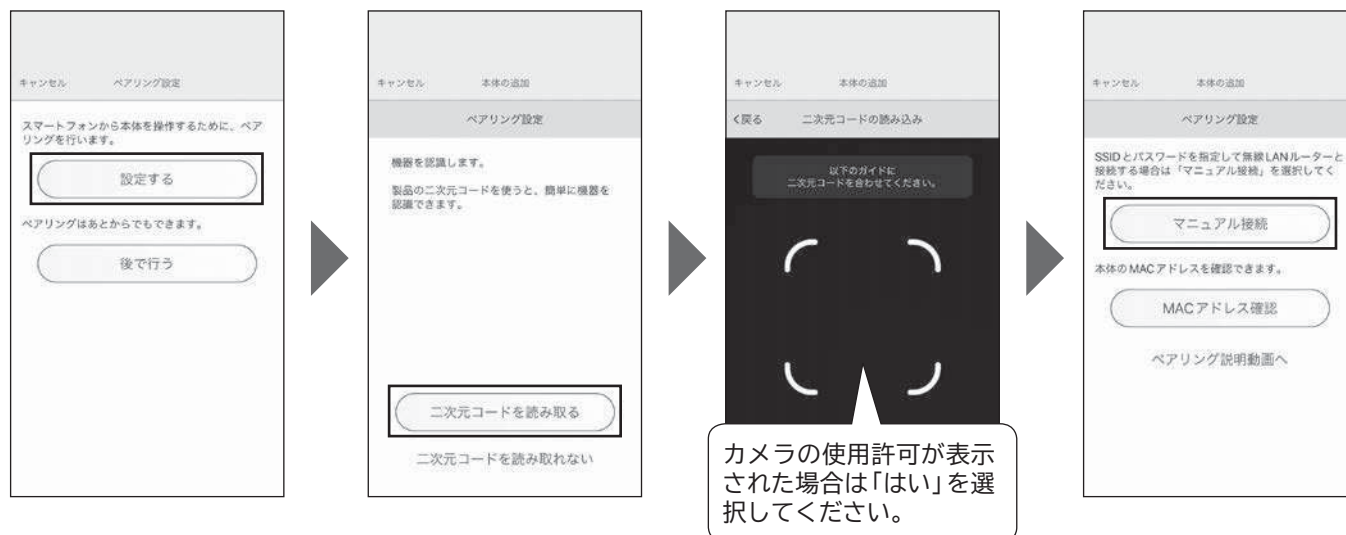 キャンセル
ペアリング設定
スマートフォンから本体を操作するために、ペア
リングを行います。
設定する
ペアリングはあとからでもできます。
後で行う
キャンセル
本体の追加
ペアリング設定
機器を認識します。
製品の二次元コードを使うと、簡単に機器を
認識できます。
二次元コードを読み取る
二次元コードを読み取れない
キャンセル
本体の追加
<戻る
二次元コードの読み込み
以下のガイドに
二次元コードを合わせてください。
カメラの使用許可が表示
された場合は「はい」を選
択してください。
キャンセル
本体の追加
ペアリング設定
SSIDとパスワードを指定して無線LANルーターと
接続する場合は「マニュアル接続」を選択してく
ださい。
マニュアル接続
本体のMACアドレスを確認できます。
MACアドレス確認
ペアリング説明動画へ